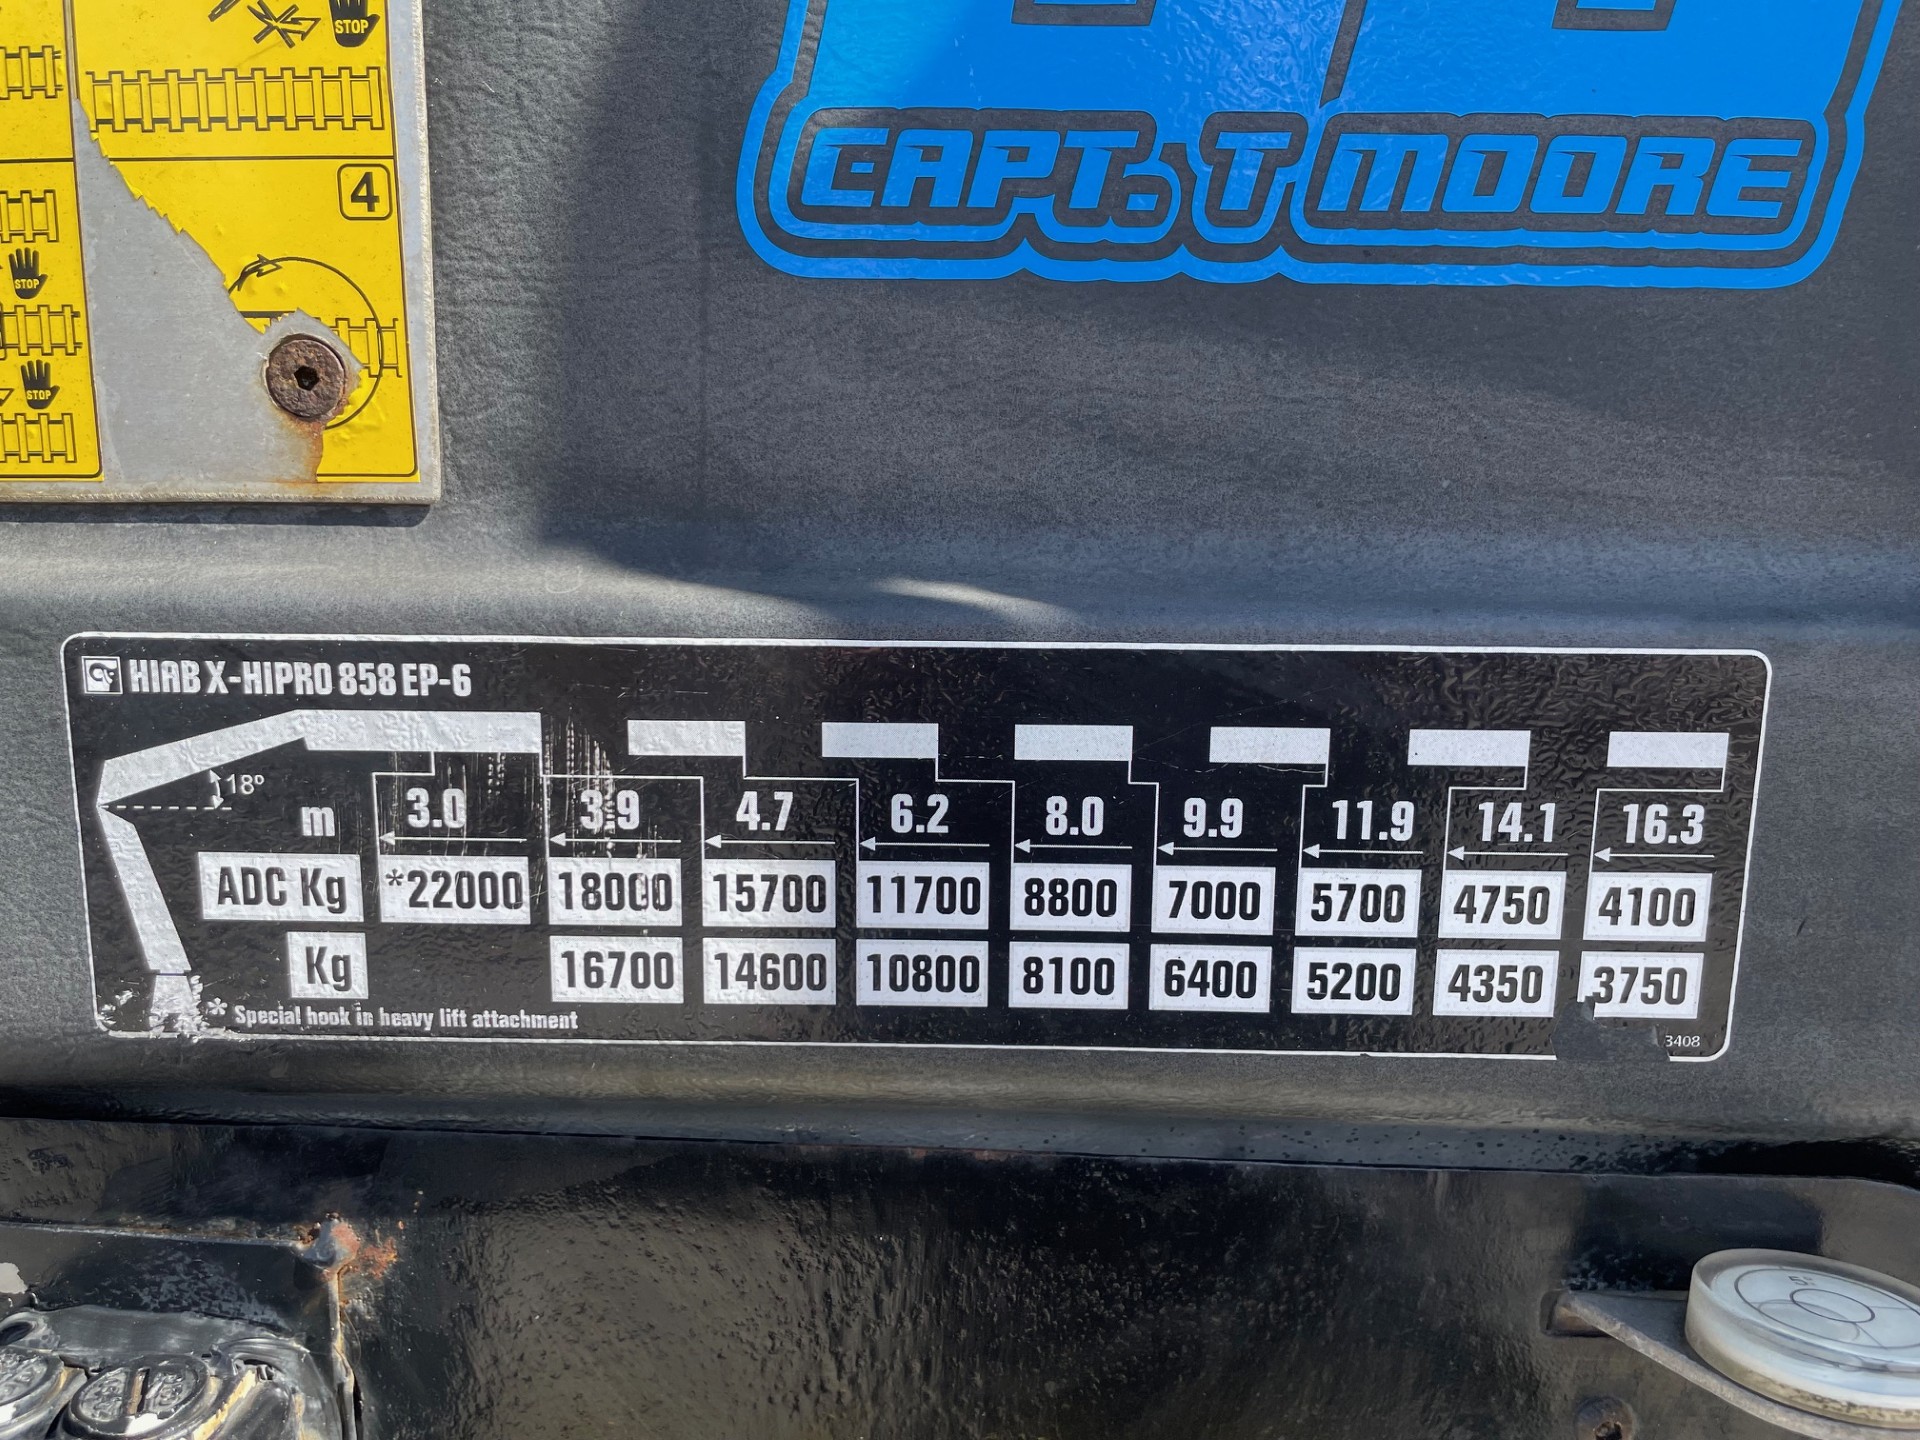 STOP
4
STOP
STOP
CAPT. T MOORE
HIAB X-HIPRO 858 EP-6
18°
m 3.0 3.9 4.7 6.2 8.0 9.9 11.9 14.1 16.3
ADC Kg *22000 18000 15700 11700 8800 7000 5700 4750 4100
Kg 16700 14600 10800 8100 6400 5200 4350 3750
* Special hook in heavy lift attachment
3408
5°